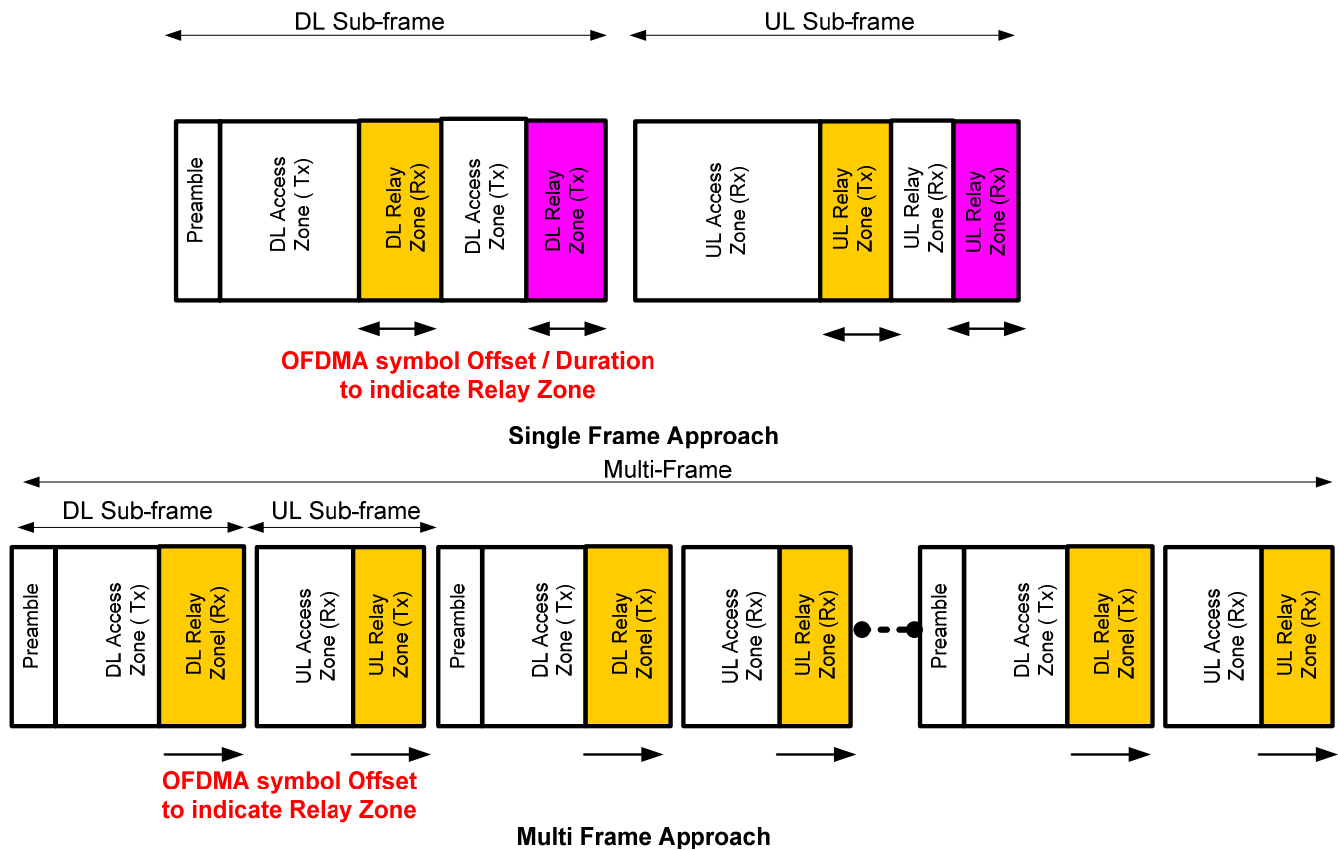 DL Sub-frame
UL Sub-frame
Preamble
DL Access
Zone ( Tx)
DL Relay
Zone (Rx)
DL Access
Zone (Tx)
DL Relay
Zone (Tx)
UL Access
Zone (Rx)
UL Relay
Zone (Tx)
UL Relay
Zone (Rx)
UL Relay
Zone (Rx)
OFDMA symbol Offset / Duration
to indicate Relay Zone
Single Frame Approach
Multi-Frame
DL Sub-frame
UL Sub-frame
Preamble
DL Access
Zone ( Tx)
DL Relay
Zonel (Rx)
UL Access
Zone (Rx)
UL Relay
Zone (Tx)
Preamble
DL Access
Zone ( Tx)
DL Relay
Zonel (Tx)
UL Access
Zone (Rx)
UL Relay
Zone (Rx)
Preamble
DL Access
Zone ( Tx)
DL Relay
Zonel (Tx)
UL Access
Zone (Rx)
UL Relay
Zone (Rx)
OFDMA symbol Offset
to indicate Relay Zone
Multi Frame Approach